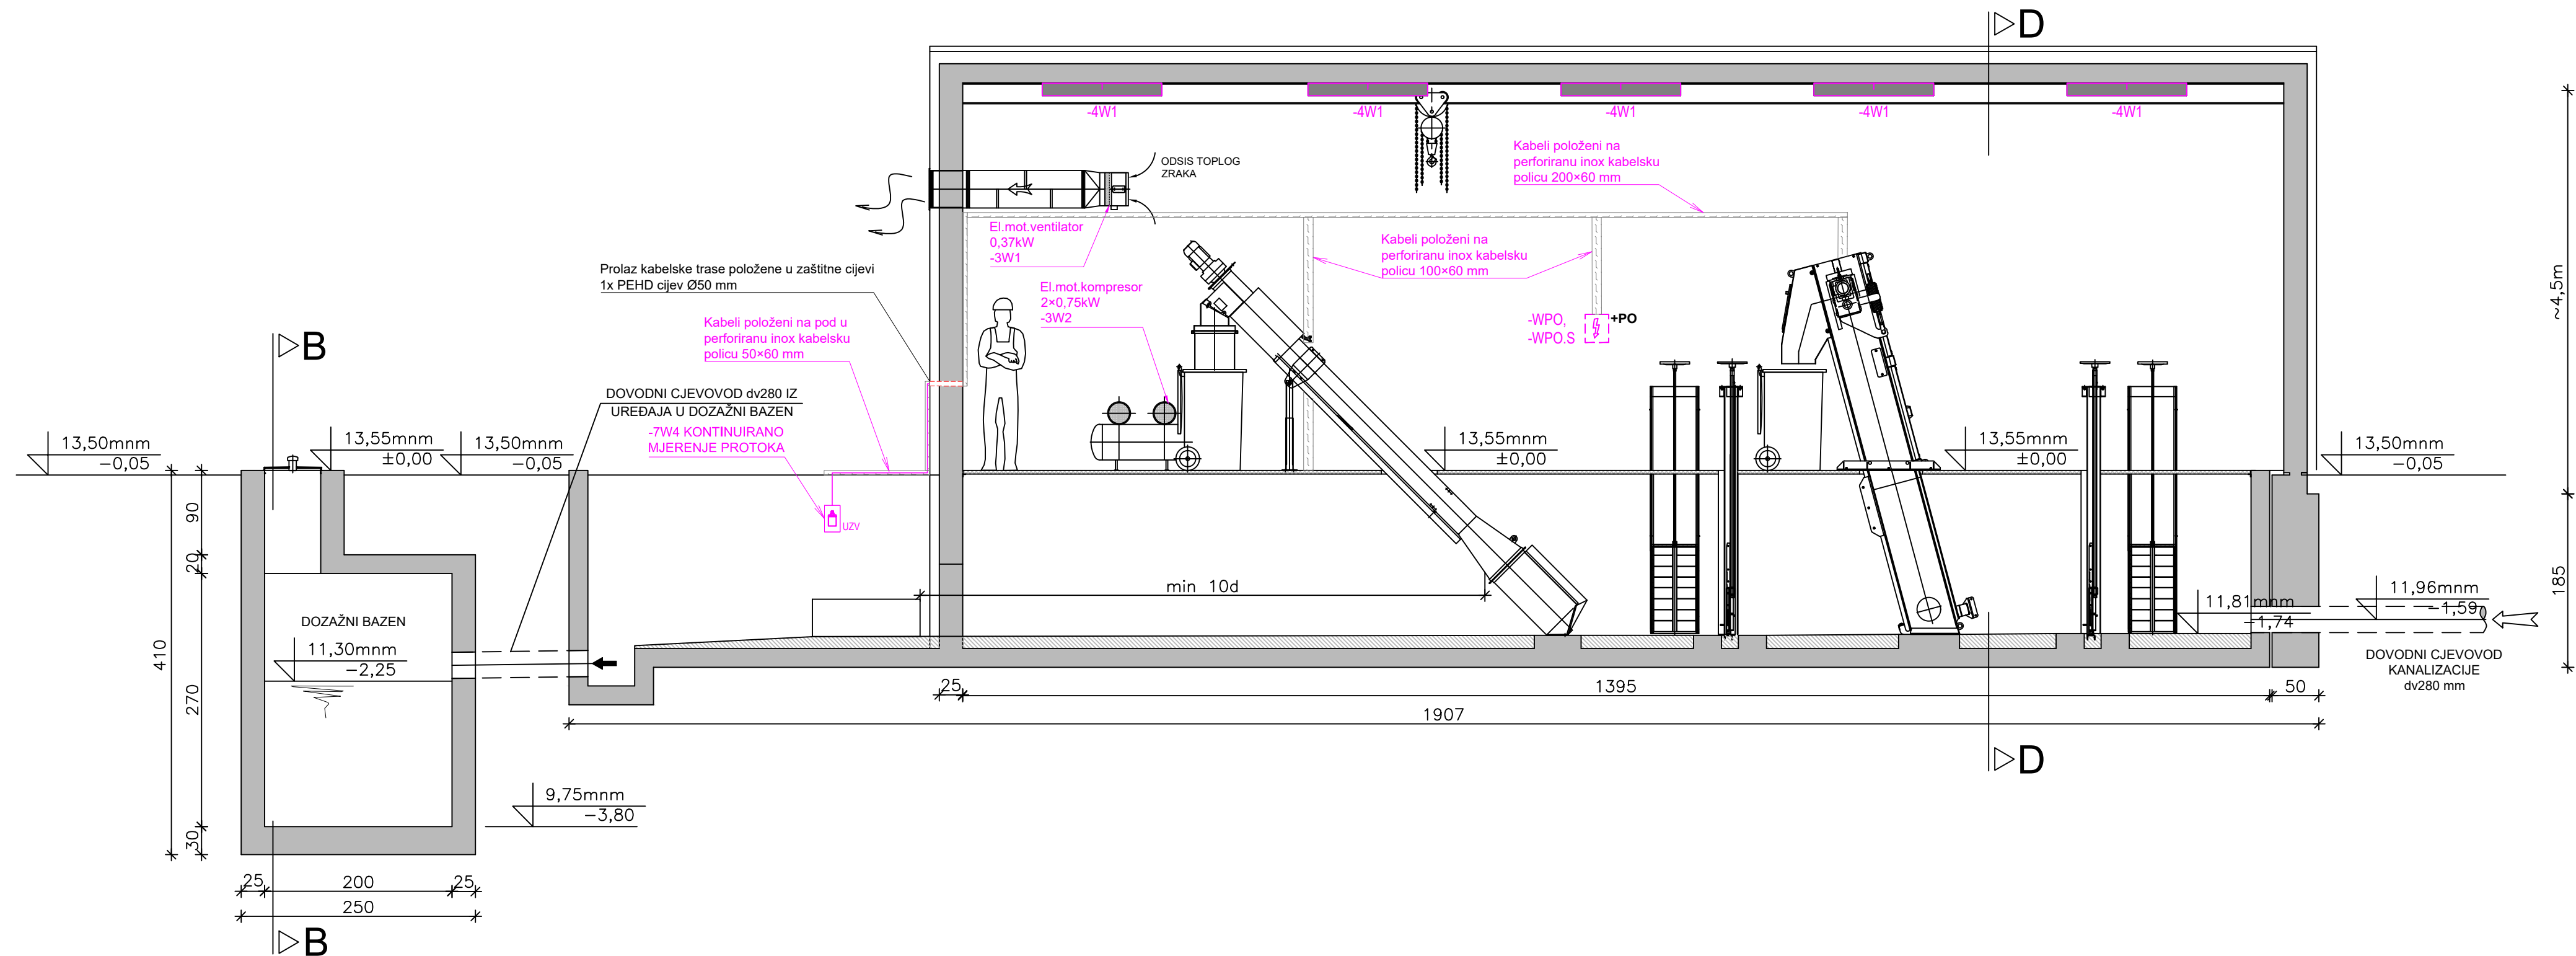 D
-4W1
-4W1
-4W1
-4W1
-4W1
ODSIS TOPLOG
ZRAKA
Kabeli položeni na
perforiranu inox kabelsku
policu 200×60 mm
El.mot.ventilator
0,37kW
-3W1
Kabeli položeni na
perforiranu inox kabelsku
policu 100×60 mm
Prolaz kabelske trase položene u zaštitne cijevi
1x PEHD cijev Ø50 mm
El.mot.kompresor
2×0,75kW
-3W2
Kabeli položeni na pod u
perforiranu inox kabelsku
policu 50×60 mm
-WPO,
-WPO.S
+PO
~4,5m
B
DOVODNI CJEVOVOD dv280 IZ
UREĐAJA U DOZAŽNI BAZEN
-7W4 KONTINUIRANO
MJERENJE PROTOKA
13,50mnm
−0,05
13,55mnm
±0,00
13,50mnm
−0,05
13,55mnm
±0,00
13,55mnm
±0,00
13,50mnm
−0,05
UZV
90
20
410
270
30
min 10d
185
11,96mnm
−1,59
11,81mnm
−1,74
DOZAŽNI BAZEN
11,30mnm
−2,25
DOVODNI CJEVOVOD
KANALIZACIJE
dv280 mm
25
1395
50
1907
D
9,75mnm
−3,80
25
200
25
250
B